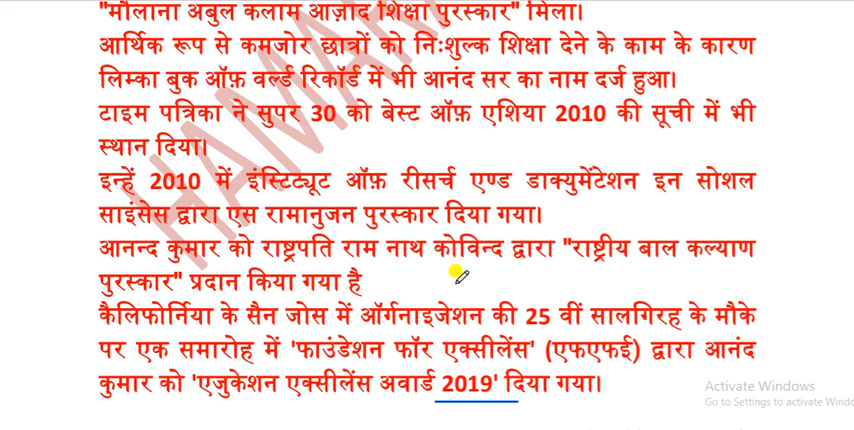 "मौलाना अबुल कलाम आज़ाद शिक्षा पुरस्कार" मिला।
आर्थिक रूप से कमजोर छात्रों को निःशुल्क शिक्षा देने के काम के कारण
लिम्का बुक ऑफ़ वर्ल्ड रिकॉर्ड में भी आनंद सर का नाम दर्ज हुआ।
टाइम पत्रिका ने सुपर 30 को बेस्ट ऑफ़ एशिया 2010 की सूची में भी
स्थान दिया।
इन्हें 2010 में इंस्टिट्यूट ऑफ़ रीसर्च एण्ड डाक्युमेंटेशन इन सोशल
साइंसेस द्वारा एस रामानुजन पुरस्कार दिया गया।
आनन्द कुमार को राष्ट्रपति राम नाथ कोविन्द द्वारा "राष्ट्रीय बाल कल्याण
पुरस्कार" प्रदान किया गया है
कैलिफोर्निया के सैन जोस में ऑर्गनाइजेशन की 25 वीं सालगिरह के मौके
पर एक समारोह में 'फाउंडेशन फॉर एक्सीलेंस' (एफएफई) द्वारा आनंद
कुमार को 'एजुकेशन एक्सीलेंस अवार्ड 2019' दिया गया।
Activate Windows
Go to Settings to activate Windo